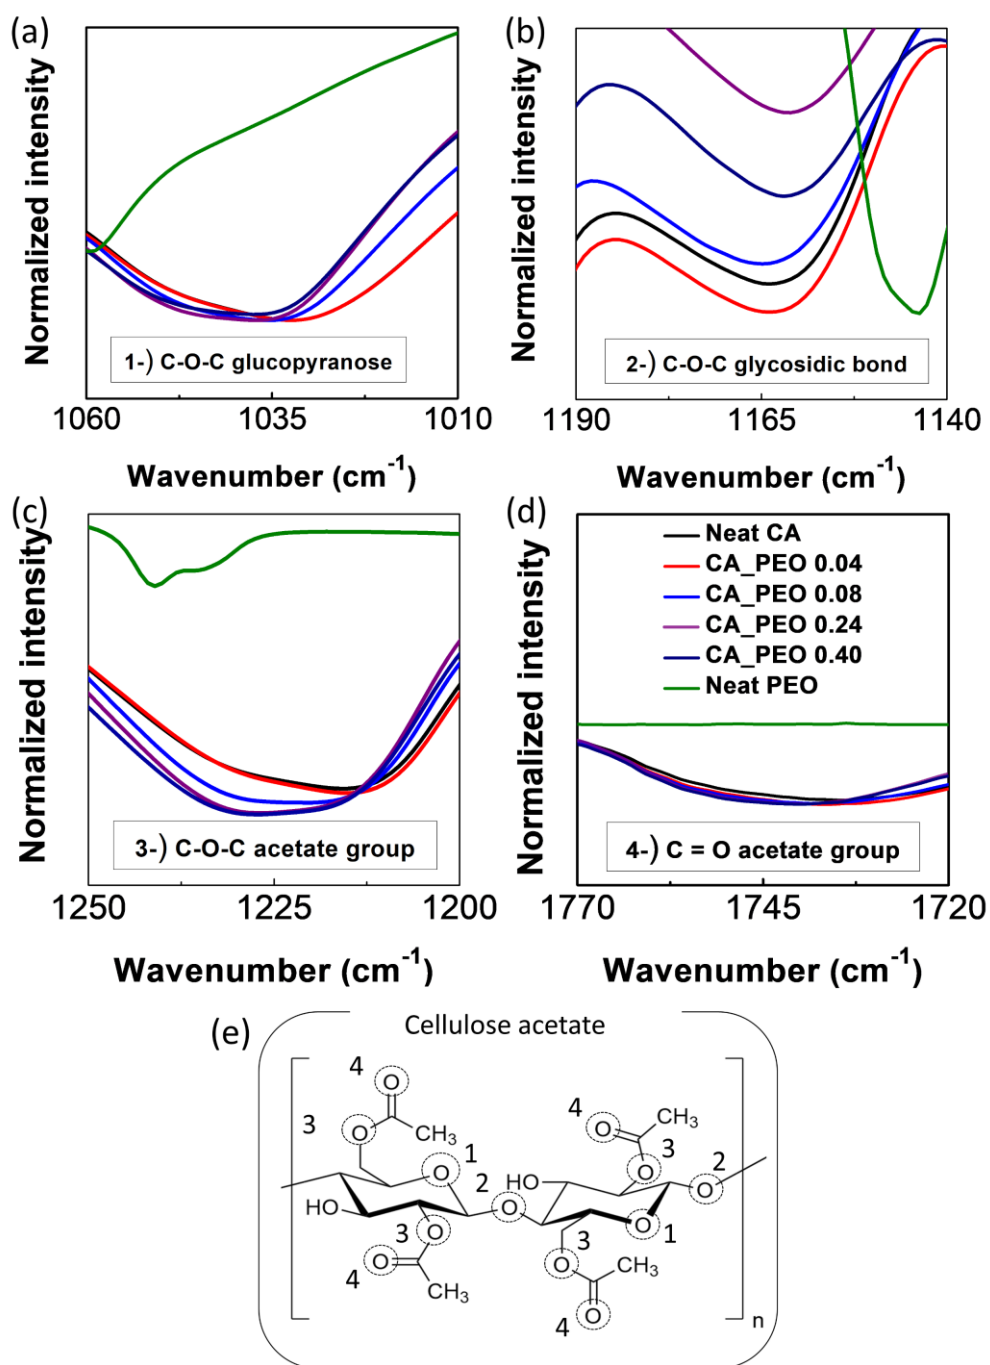 (a)
Normalized intensity
1-) C-O-C glucopyranose
1060 1035 1010
Wavenumber (cm⁻¹)
(b)
Normalized intensity
2-) C-O-C glycosidic bond
1190 1165 1140
Wavenumber (cm⁻¹)
(c)
Normalized intensity
3-) C-O-C acetate group
1250 1225 1200
Wavenumber (cm⁻¹)
(d)
Normalized intensity
Neat CA
CA_PEO 0.04
CA_PEO 0.08
CA_PEO 0.24
CA_PEO 0.40
Neat PEO
4-) C = O acetate group
1770 1745 1720
Wavenumber (cm⁻¹)
(e)
Cellulose acetate
4 O
4 O CH₃
3 O CH₃
3
1 O
O 2
HO
2 O
O
HO
3 O
O 1
4 O
CH₃
3
O
CH₃
4 O
n